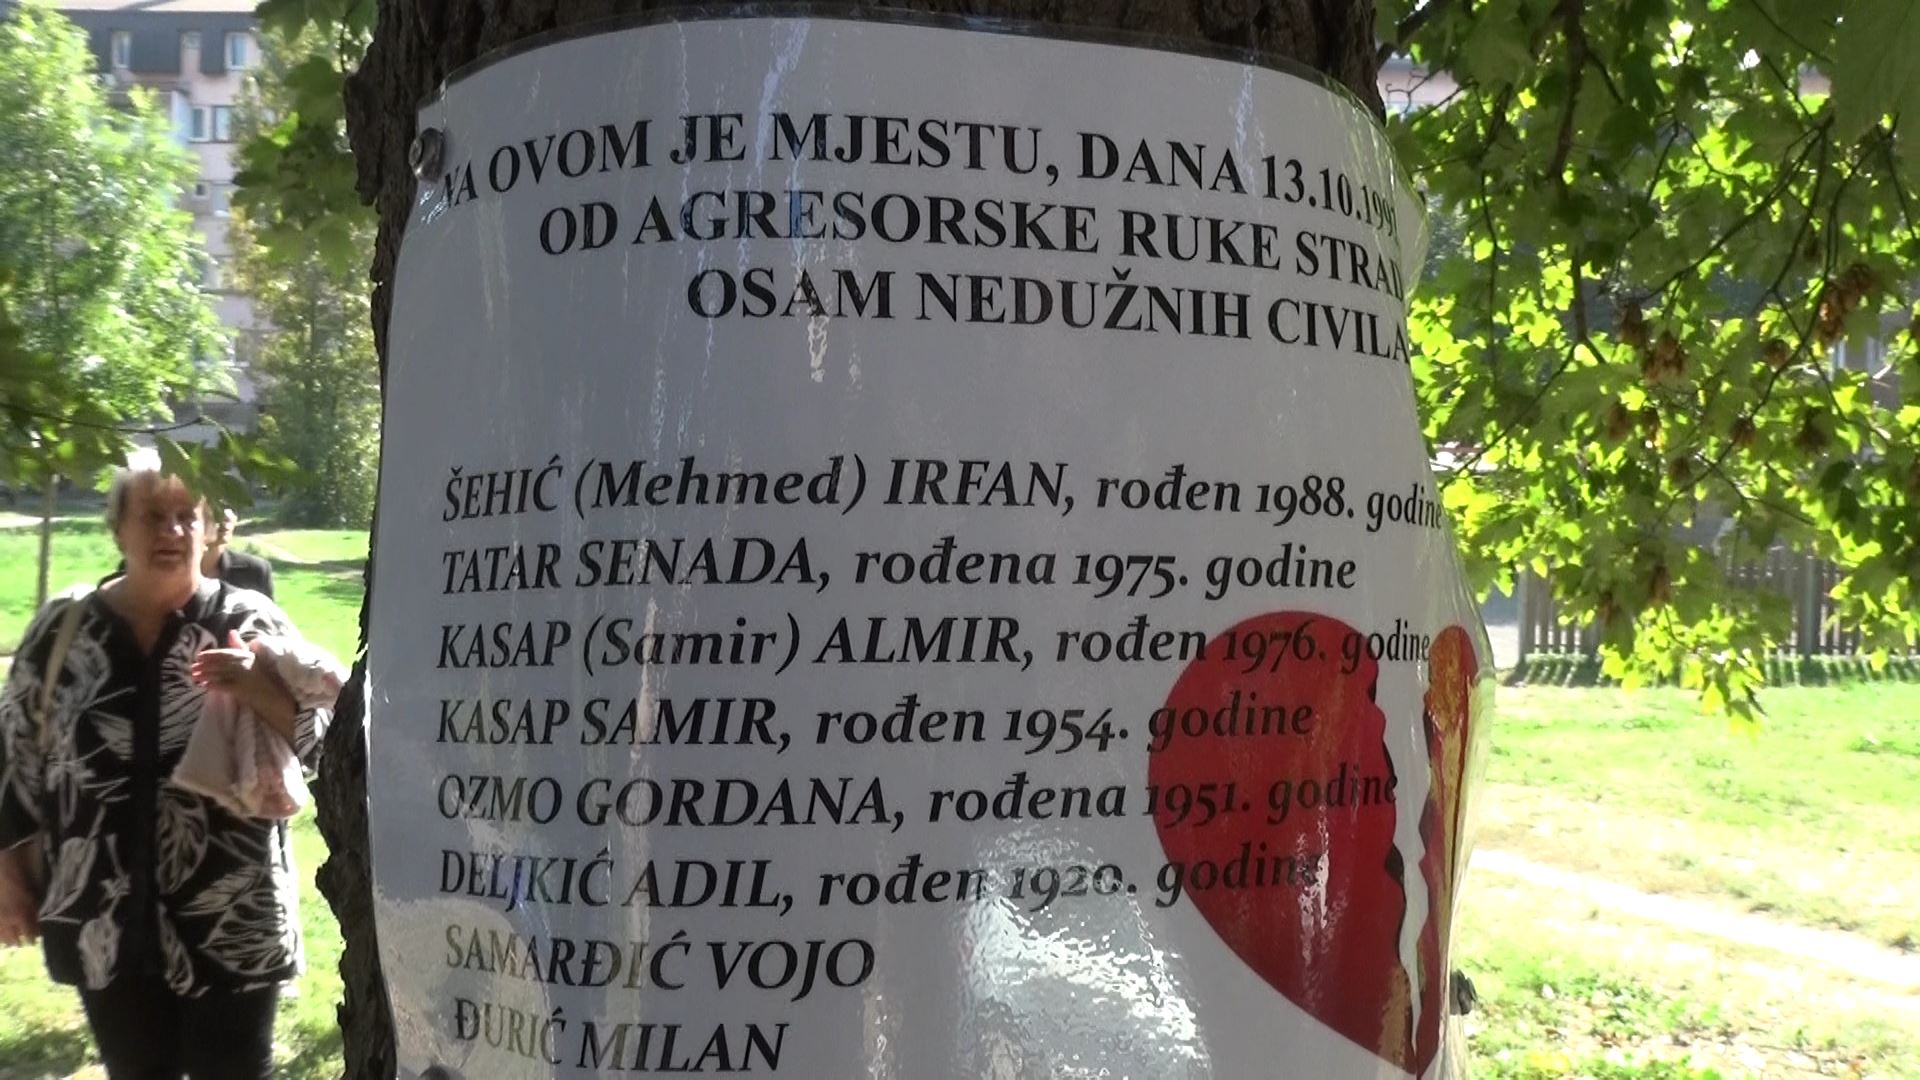 NA OVOM JE MJESTU, DANA 13.10.199
OD AGRESORSKE RUKE
OSAM NEDUŽNIH CIVILA
ŠEHIĆ (Mehmed) IRFAN, rođen 1988. godine
TATAR SENADA, rođena 1975. godine
KASAP (Samir) ALMIR, rođen 1976. godine
KASAP SAMIR, rođen 1954. godine
OZMO GORDANA, rođena 1951. godine
DELJKIĆ ADIL, rođen 1920. godine
SAMARĐIĆ VOJO
ĐURIĆ MILAN